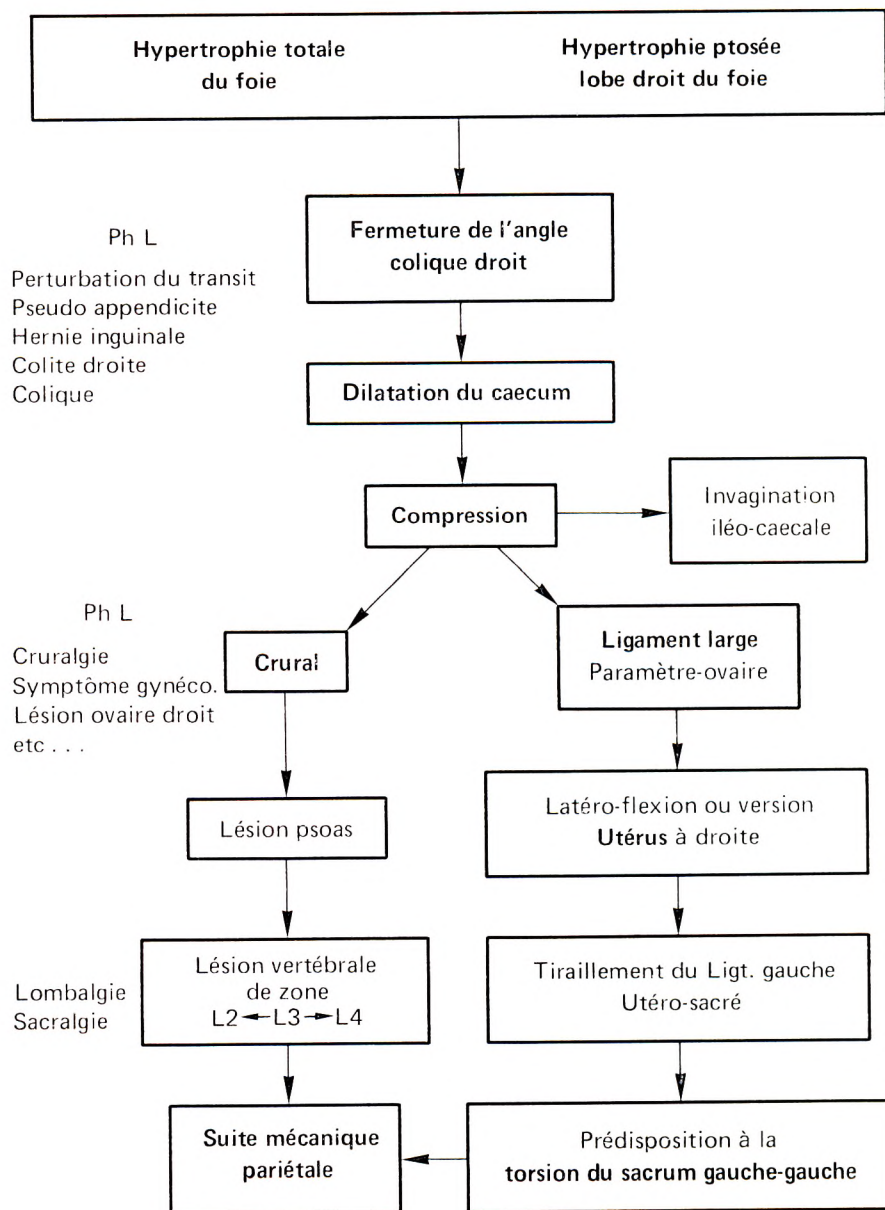 Hypertrophie totale
du foie
Hypertrophie ptosée
lobe droit du foie
Fermeture de l'angle
colique droit
Ph L
Perturbation du transit
Pseudo appendicite
Hernie inguinale
Colite droite
Colique
Dilatation du caecum
Compression
Invagination
iléo-caecale
Ph L
Cruralgie
Symptôme gynéco.
Lésion ovaire droit
etc . . .
Crural
Ligament large
Paramètre-ovaire
Lésion psoas
Latéro-flexion ou version
Utérus à droite
Lombalgie
Sacralgie
Lésion vertébrale
de zone
L2 ← L3 → L4
Tiraillement du Ligt. gauche
Utéro-sacré
Suite mécanique
pariétale
Prédisposition à la
torsion du sacrum gauche-gauche